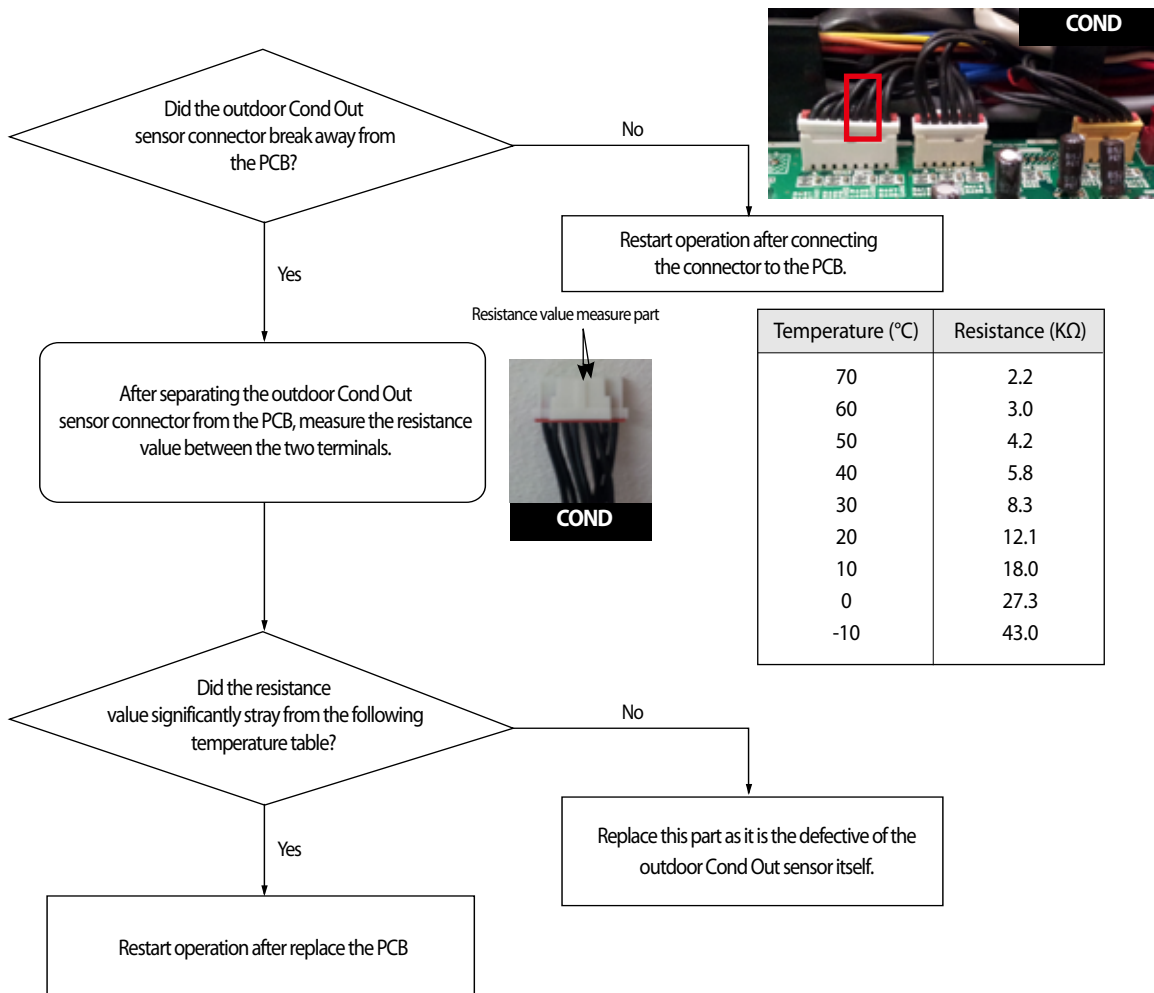 COND
Did the outdoor Cond Out
sensor connector break away from
the PCB?
No
Restart operation after connecting
the connector to the PCB.
Yes
Resistance value measure part
After separating the outdoor Cond Out
sensor connector from the PCB, measure the resistance
value between the two terminals.
COND
Temperature (°C) Resistance (KΩ)
70 2.2
60 3.0
50 4.2
40 5.8
30 8.3
20 12.1
10 18.0
0 27.3
-10 43.0
Did the resistance
value significantly stray from the following
temperature table?
No
Replace this part as it is the defective of the
outdoor Cond Out sensor itself.
Yes
Restart operation after replace the PCB